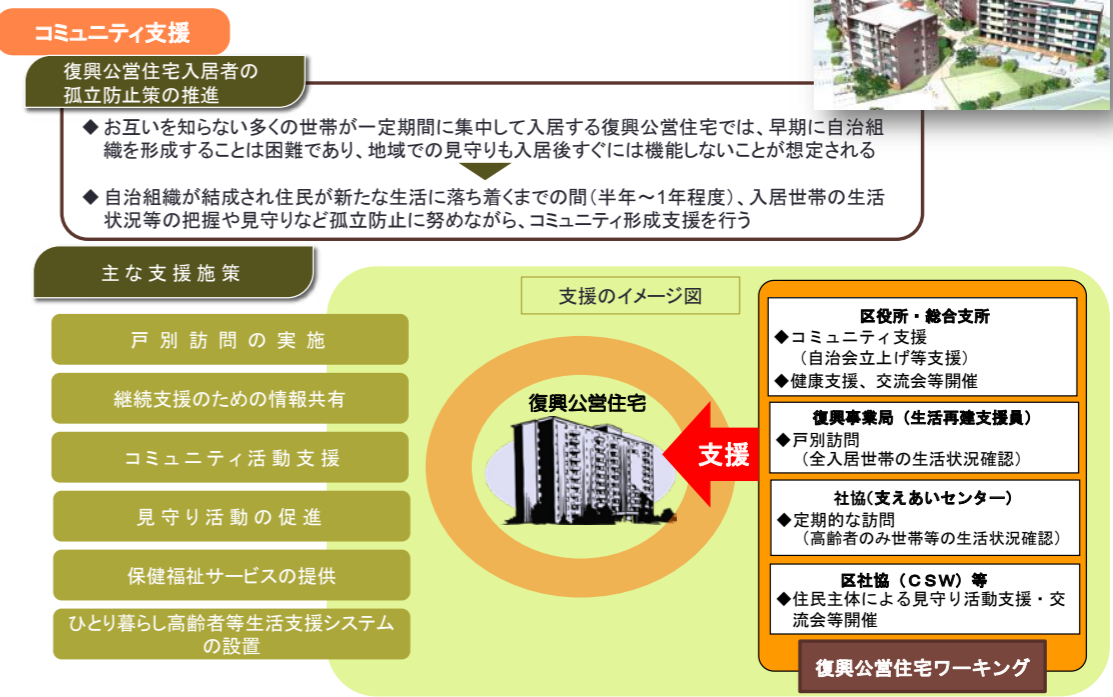 コミュニティ支援
復興公営住宅入居者の
孤立防止策の推進
◆ お互いを知らない多くの世帯が一定期間に集中して入居する復興公営住宅では、早期に自治組
織を形成することは困難であり、地域での見守りも入居後すぐには機能しないことが想定される
◆ 自治組織が結成され住民が新たな生活に落ち着くまでの間(半年～1年程度)、入居世帯の生活
状況等の把握や見守りなど孤立防止に努めながら、コミュニティ形成支援を行う
主な支援施策
戸別訪問の実施
継続支援のための情報共有
コミュニティ活動支援
見守り活動の促進
保健福祉サービスの提供
ひとり暮らし高齢者等生活支援システム
の設置
支援のイメージ図
復興公営住宅
支援
区役所・総合支所
◆コミュニティ支援
（自治会立上げ等支援）
◆健康支援、交流会等開催
復興事業局（生活再建支援員）
◆戸別訪問
（全入居世帯の生活状況確認）
社協(支えあいセンター)
◆定期的な訪問
（高齢者のみ世帯等の生活状況確認）
区社協（ＣＳＷ）等
◆住民主体による見守り活動支援・交
流会等開催
復興公営住宅ワーキング